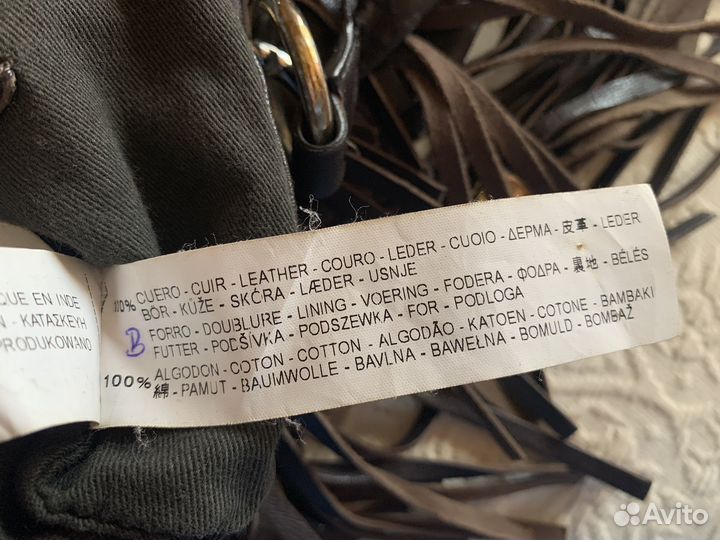 QUE EN INDE
N - ΚΑΤΑΣΚΕΥΗ
PRODUKOWANO
100% CUERO - CUIR - LEATHER - COURO - LEDER - CUOIO - ΔΕΡΜΑ - 皮革 - LEDER
BÖR - KŮŽE - SKÓRA - LÆDER - USNJE
B FORRO - DOUBLURE - LINING - VOERING - FODERA - ΦΟΔΡΑ - 裏地 - BÉLÉS
FUTTER - PODŠÍVKA - PODSZEWKA - FOR - PODLOGA
100% ALGODON - COTON - COTTON - ALGODÃO - KATOEN - COTONE - BAMBAKI
綿 - PAMUT - BAUMWOLLE - BAVLNA - BAWEŁNA - BOMULD - BOMBAŽ
Avito